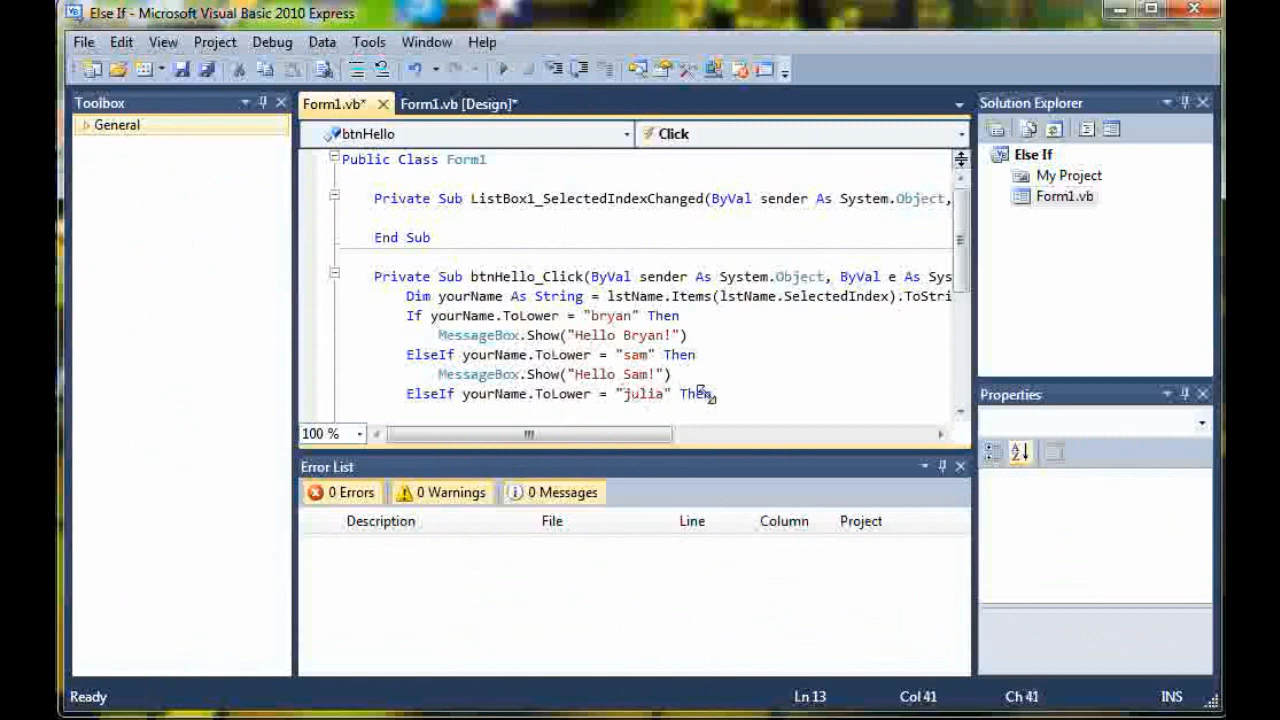 Else If - Microsoft Visual Basic 2010 Express
File Edit View Project Debug Data Tools Window Help
Toolbox
General
Form1.vb* Form1.vb [Design]*
btnHello Click
Public Class Form1
Private Sub ListBox1_SelectedIndexChanged(ByVal sender As System.Object,
End Sub
Private Sub btnHello_Click(ByVal sender As System.Object, ByVal e As Sys
Dim yourName As String = lstName.Items(lstName.SelectedIndex).ToStri
If yourName.ToLower = "bryan" Then
MessageBox.Show("Hello Bryan!")
ElseIf yourName.ToLower = "sam" Then
MessageBox.Show("Hello Sam!")
ElseIf yourName.ToLower = "julia" Then
100 %
Error List
0 Errors 0 Warnings 0 Messages
Description File Line Column Project
Solution Explorer
Else If
My Project
Form1.vb
Properties
Ready Ln 13 Col 41 Ch 41 INS